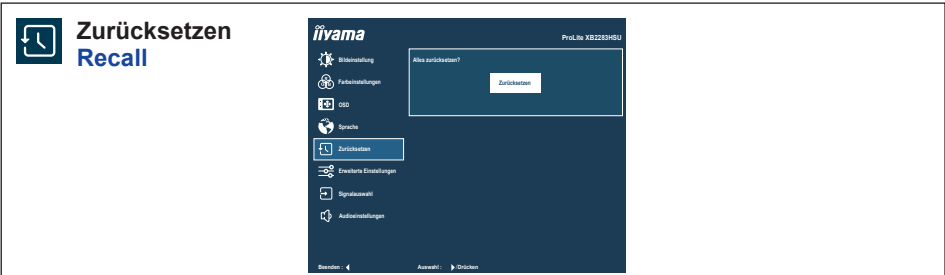 Zurücksetzen
Recall
iiyama
ProLite XB2283HSU
Bildeinstellung
Farbeinstellungen
OSD
Sprache
Zurücksetzen
Erweiterte Einstellungen
Signalauswahl
Audioeinstellungen
Alles zurücksetzen?
Zurücksetzen
Beenden :
Auswahl : /Drücken